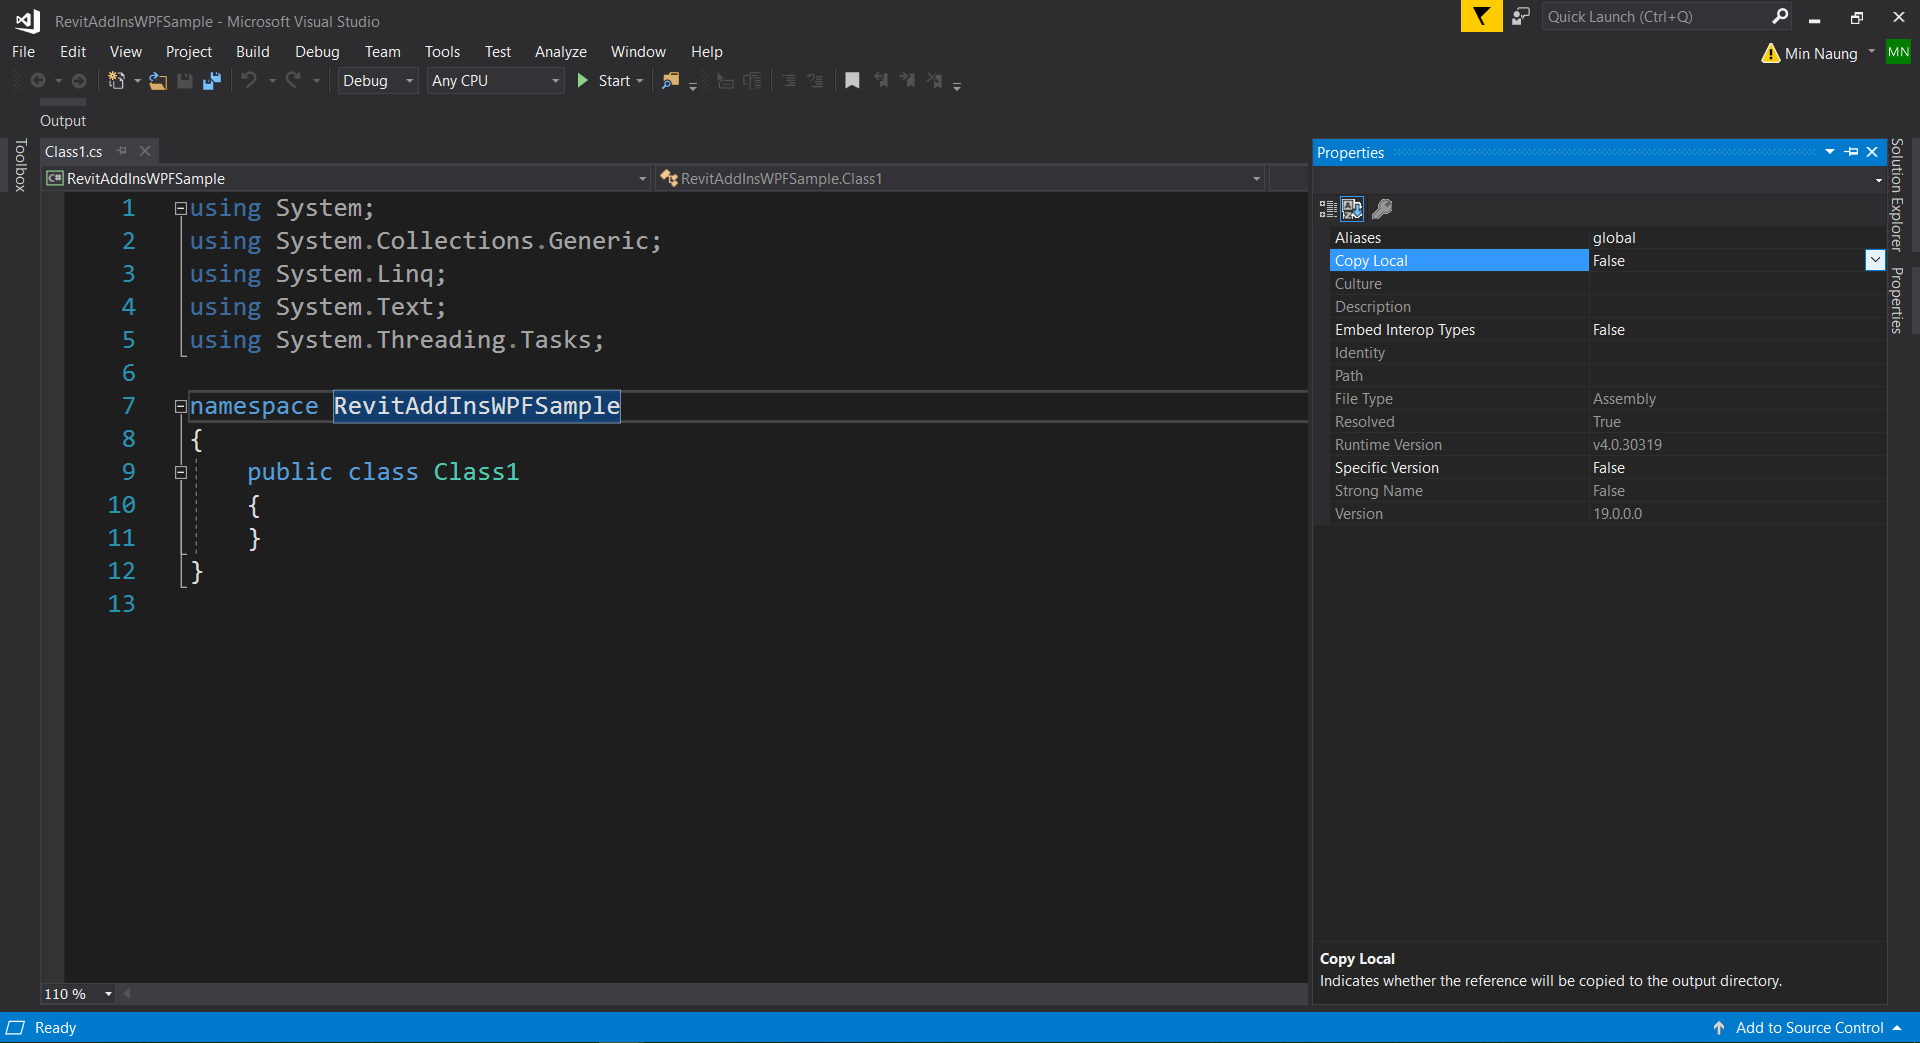 RevitAddInsWPFSample - Microsoft Visual Studio
Quick Launch (Ctrl+Q)
File Edit View Project Build Debug Team Tools Test Analyze Window Help
Min Naung MN
Debug Any CPU Start
Output
Toolbox
Class1.cs
C# RevitAddInsWPFSample RevitAddInsWPFSample.Class1
1 using System;
2 using System.Collections.Generic;
3 using System.Linq;
4 using System.Text;
5 using System.Threading.Tasks;
6
7 namespace RevitAddInsWPFSample
8 {
9 public class Class1
10 {
11 }
12 }
13
110 %
Properties
Aliases global
Copy Local False
Culture
Description
Embed Interop Types False
Identity
Path
File Type Assembly
Resolved True
Runtime Version v4.0.30319
Specific Version False
Strong Name False
Version 19.0.0.0
Copy Local
Indicates whether the reference will be copied to the output directory.
Solution Explorer
Properties
Ready
Add to Source Control